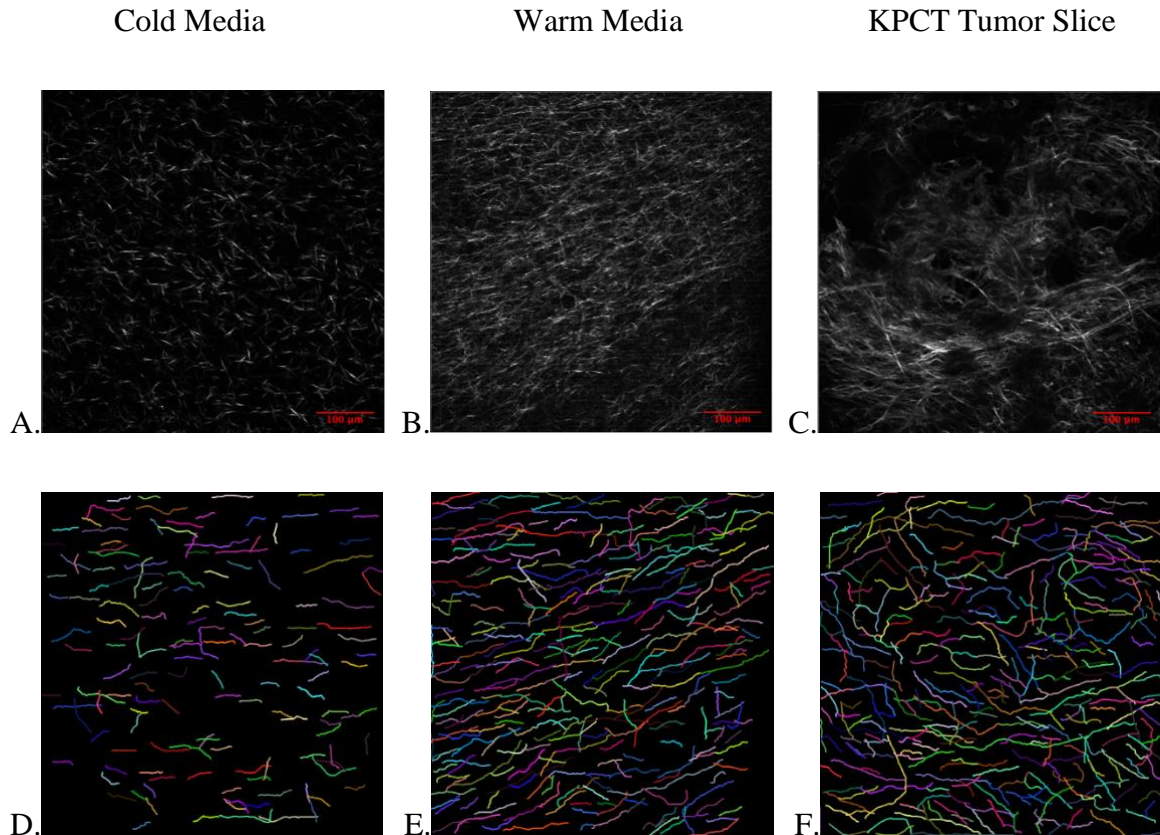 Cold Media Warm Media KPCT Tumor Slice
A. 100 μm B. 100 μm C. 100 μm
D. E. F.